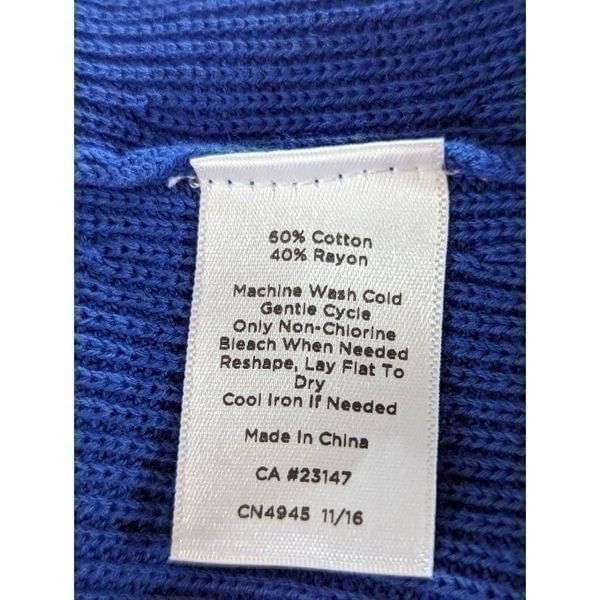 60% Cotton
40% Rayon
Machine Wash Cold
Gentle Cycle
Only Non-Chlorine
Bleach When Needed
Reshape, Lay Flat To
Dry
Cool Iron If Needed
Made In China
CA #23147
CN4945 11/16